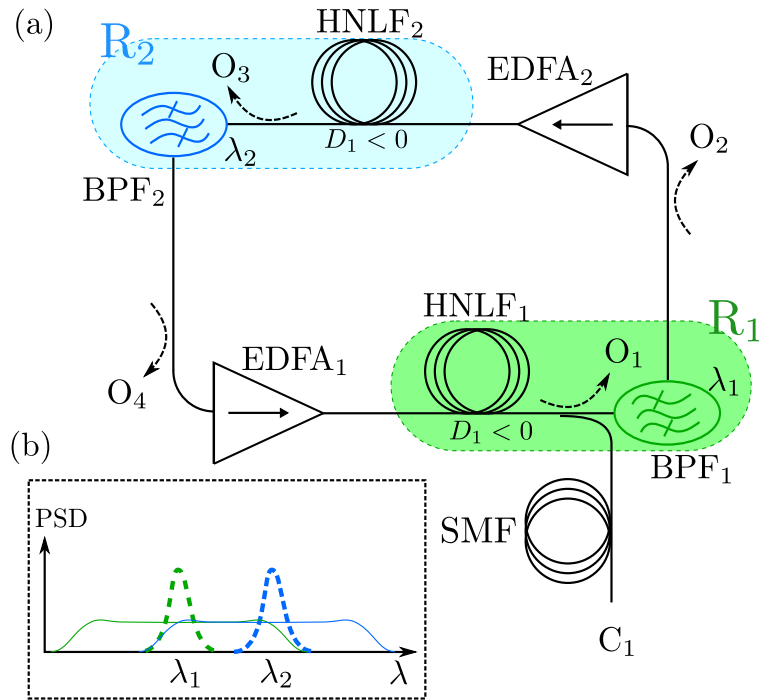 (a)
HNLF₂
R₂
O₃
EDFA₂
D₁ < 0
λ₂
O₂
BPF₂
HNLF₁
R₁
EDFA₁
O₁
λ₁
O₄
D₁ < 0
(b)
BPF₁
PSD
SMF
C₁
λ₁
λ₂
λ